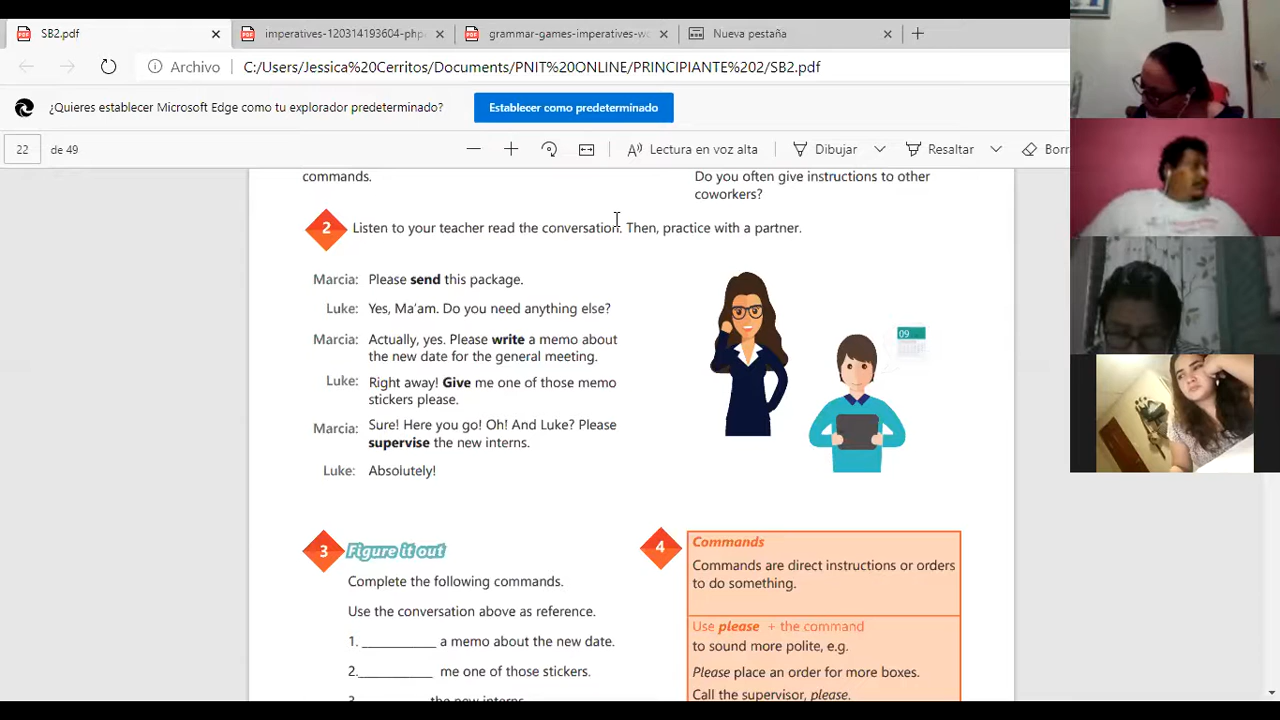 SB2.pdf
imperatives-120314193604-php
grammar-games-imperatives-wo
Nueva pestaña
Archivo
C:/Users/Jessica%20Cerritos/Documents/PNIT%20ONLINE/PRINCIPIANTE%202/SB2.pdf
¿Quieres establecer Microsoft Edge como tu explorador predeterminado?
Establecer como predeterminado
22 de 49
Lectura en voz alta
Dibujar
Resaltar
Borr
commands.
Do you often give instructions to other
coworkers?
2 Listen to your teacher read the conversation. Then, practice with a partner.
Marcia: Please send this package.
Luke: Yes, Ma'am. Do you need anything else?
Marcia: Actually, yes. Please write a memo about
the new date for the general meeting.
Luke: Right away! Give me one of those memo
stickers please.
Marcia: Sure! Here you go! Oh! And Luke? Please
supervise the new interns.
Luke: Absolutely!
09
3 Figure it out
Complete the following commands.
Use the conversation above as reference.
1. __________ a memo about the new date.
2.__________ me one of those stickers.
3.__________ the new interns.
4 Commands
Commands are direct instructions or orders
to do something.
Use please + the command
to sound more polite, e.g.
Please place an order for more boxes.
Call the supervisor, please.